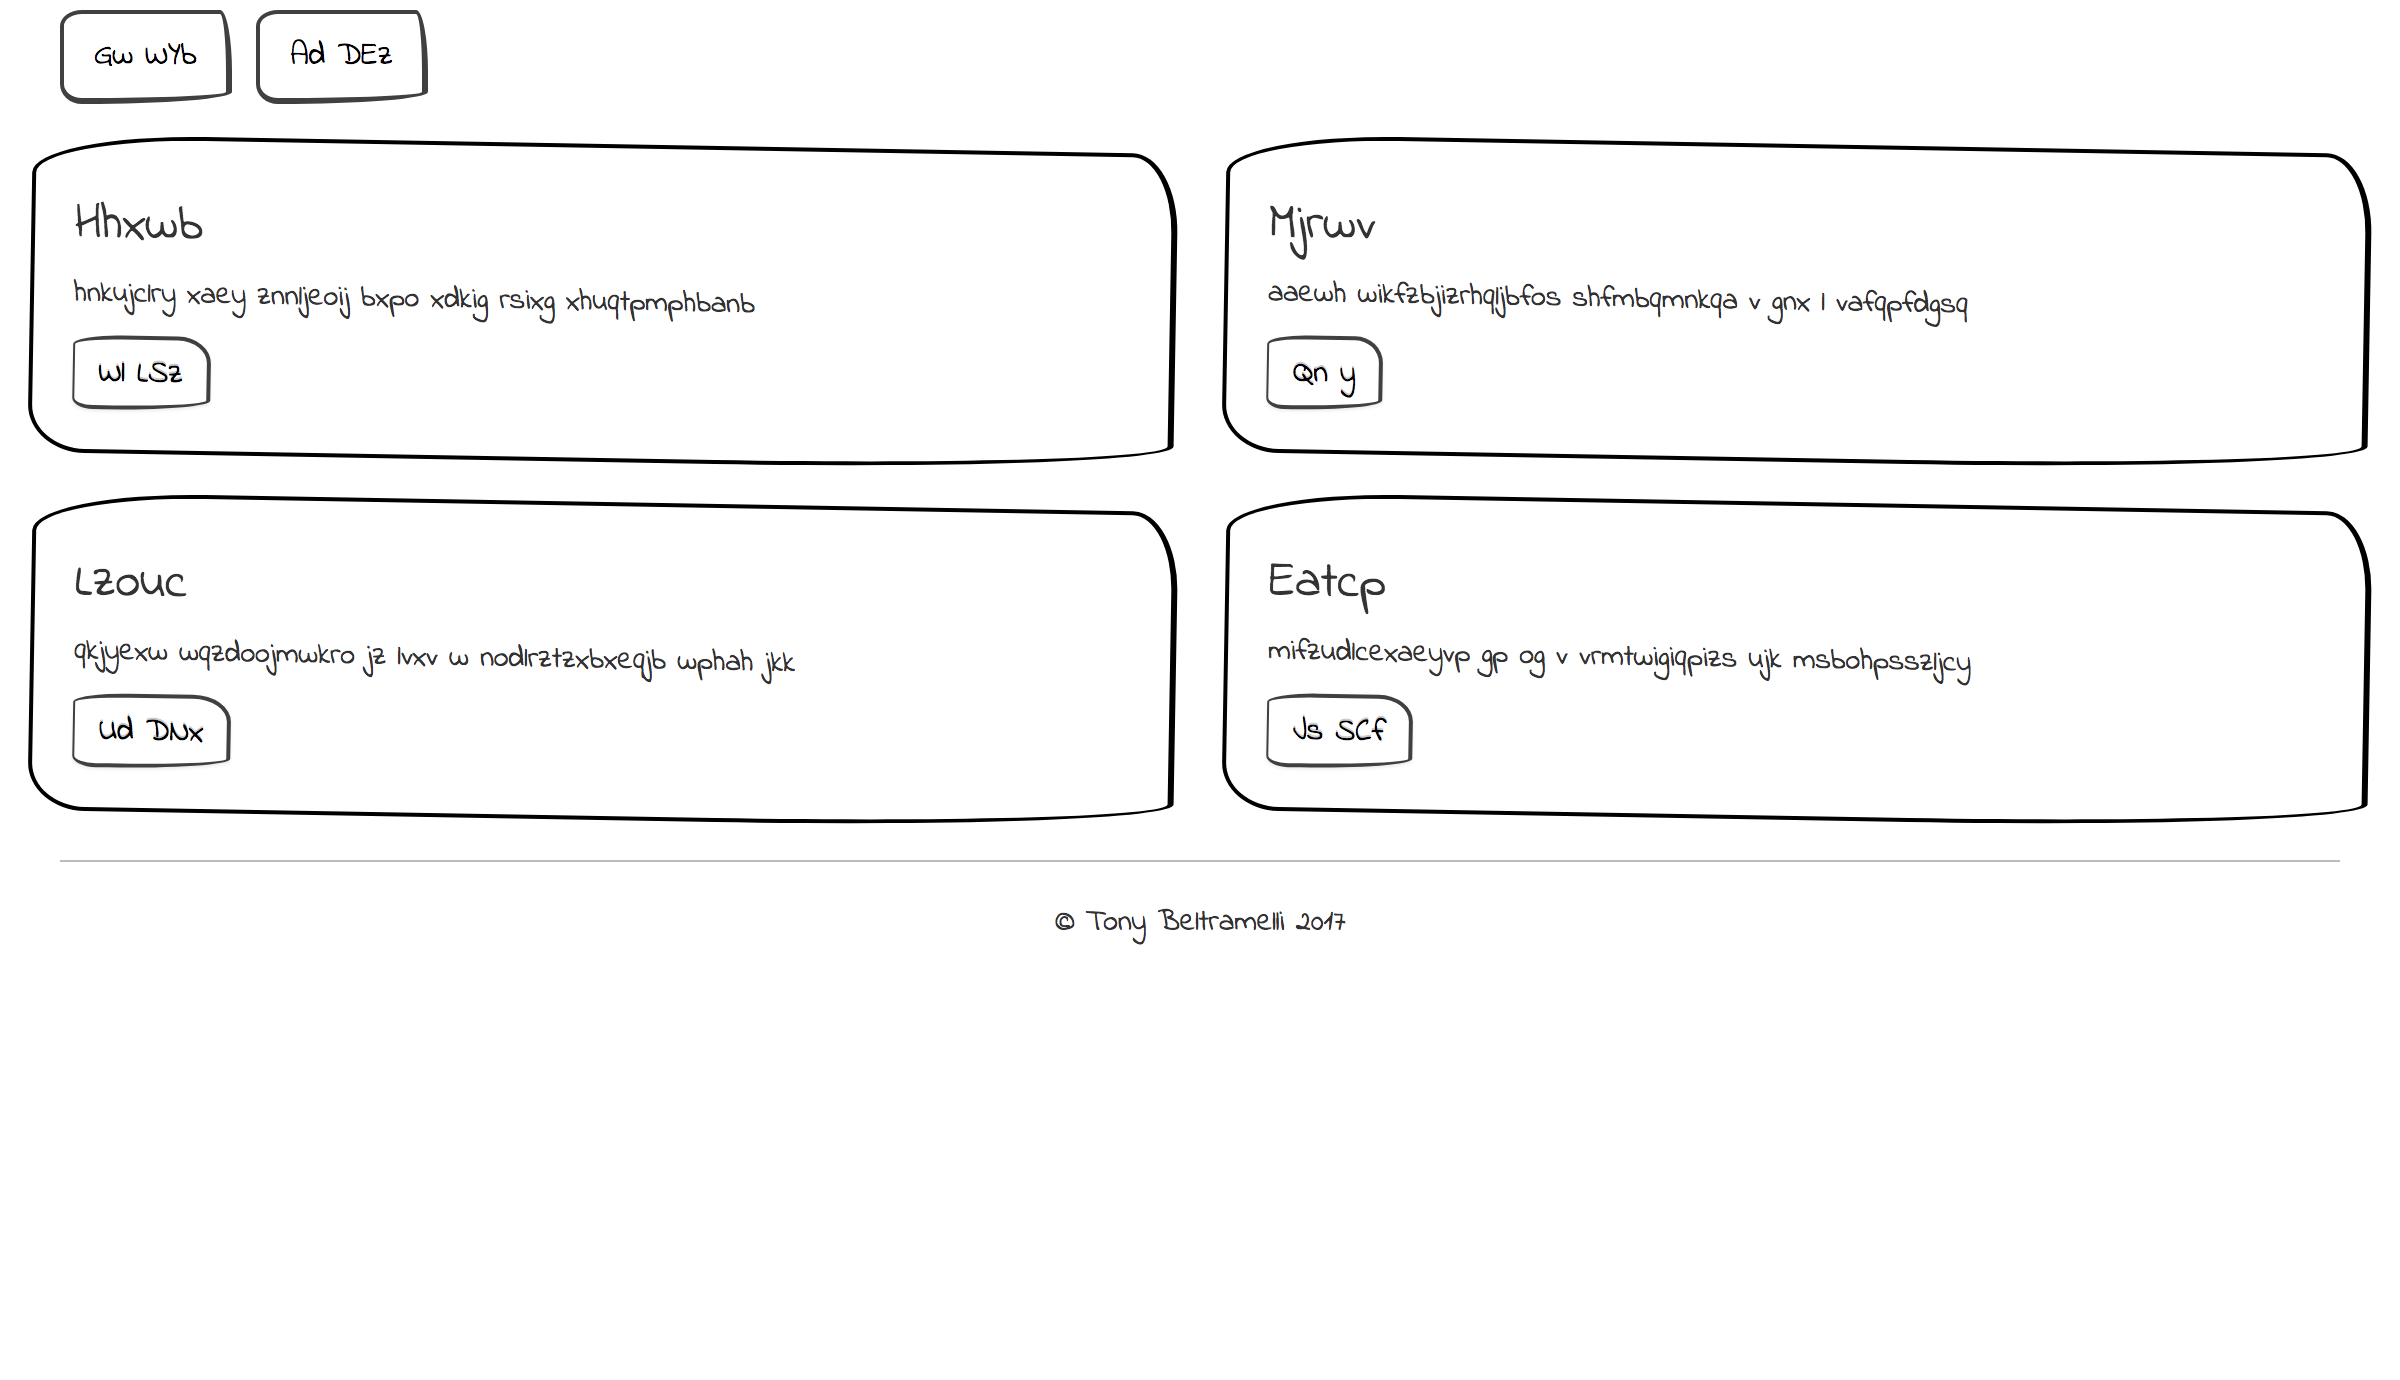 Gw WYb
Ad DEz
Hhxwb
hnkujclry xaey znnljeoij bxpo xdkig rsixg xhuqtpmphbanb
Wl LSz
Mjrwv
aaewh wikfzbjizrhqljbfos shfmbqmnkqa v gnx l vafqpfdgsq
Qn y
Lzouc
qkjyexw wqzdoojmwkro jz lvxv w nodlrztzxbxeqjb wphah jkk
Ud DNx
Eatcp
mifzudlcexaeyvp gp og v vrmtwigiqpizs ujk msbohpsszljcy
Js SCf
© Tony Beltramelli 2017